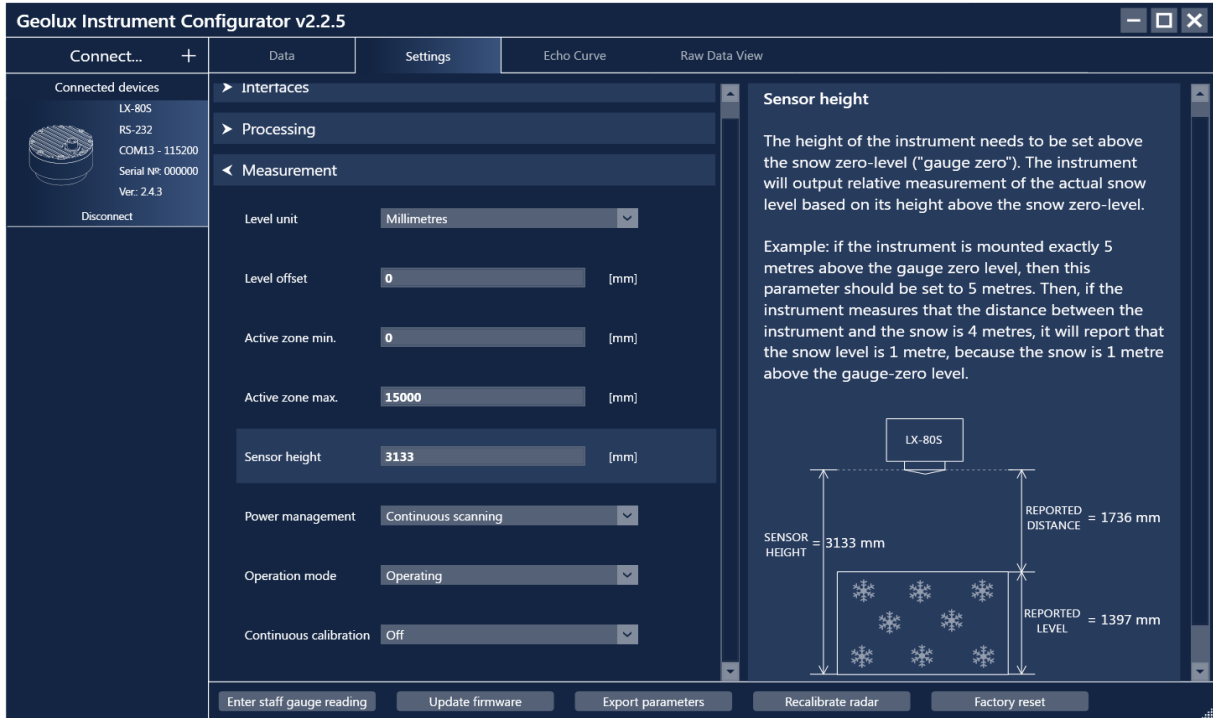 Geolux Instrument Configurator v2.2.5
Connect... +
Data Settings Echo Curve Raw Data View
Connected devices
LX-80S
RS-232
COM13 - 115200
Serial Nº: 000000
Ver.: 2.4.3
Disconnect
Interfaces
Processing
Measurement
Level unit Millimetres
Level offset 0 [mm]
Active zone min. 0 [mm]
Active zone max. 15000 [mm]
Sensor height 3133 [mm]
Power management Continuous scanning
Operation mode Operating
Continuous calibration Off
Sensor height
The height of the instrument needs to be set above
the snow zero-level ("gauge zero"). The instrument
will output relative measurement of the actual snow
level based on its height above the snow zero-level.
Example: if the instrument is mounted exactly 5
metres above the gauge zero level, then this
parameter should be set to 5 metres. Then, if the
instrument measures that the distance between the
instrument and the snow is 4 metres, it will report that
the snow level is 1 metre, because the snow is 1 metre
above the gauge-zero level.
LX-80S
REPORTED
DISTANCE = 1736 mm
SENSOR
HEIGHT = 3133 mm
REPORTED
LEVEL = 1397 mm
Enter staff gauge reading Update firmware Export parameters Recalibrate radar Factory reset